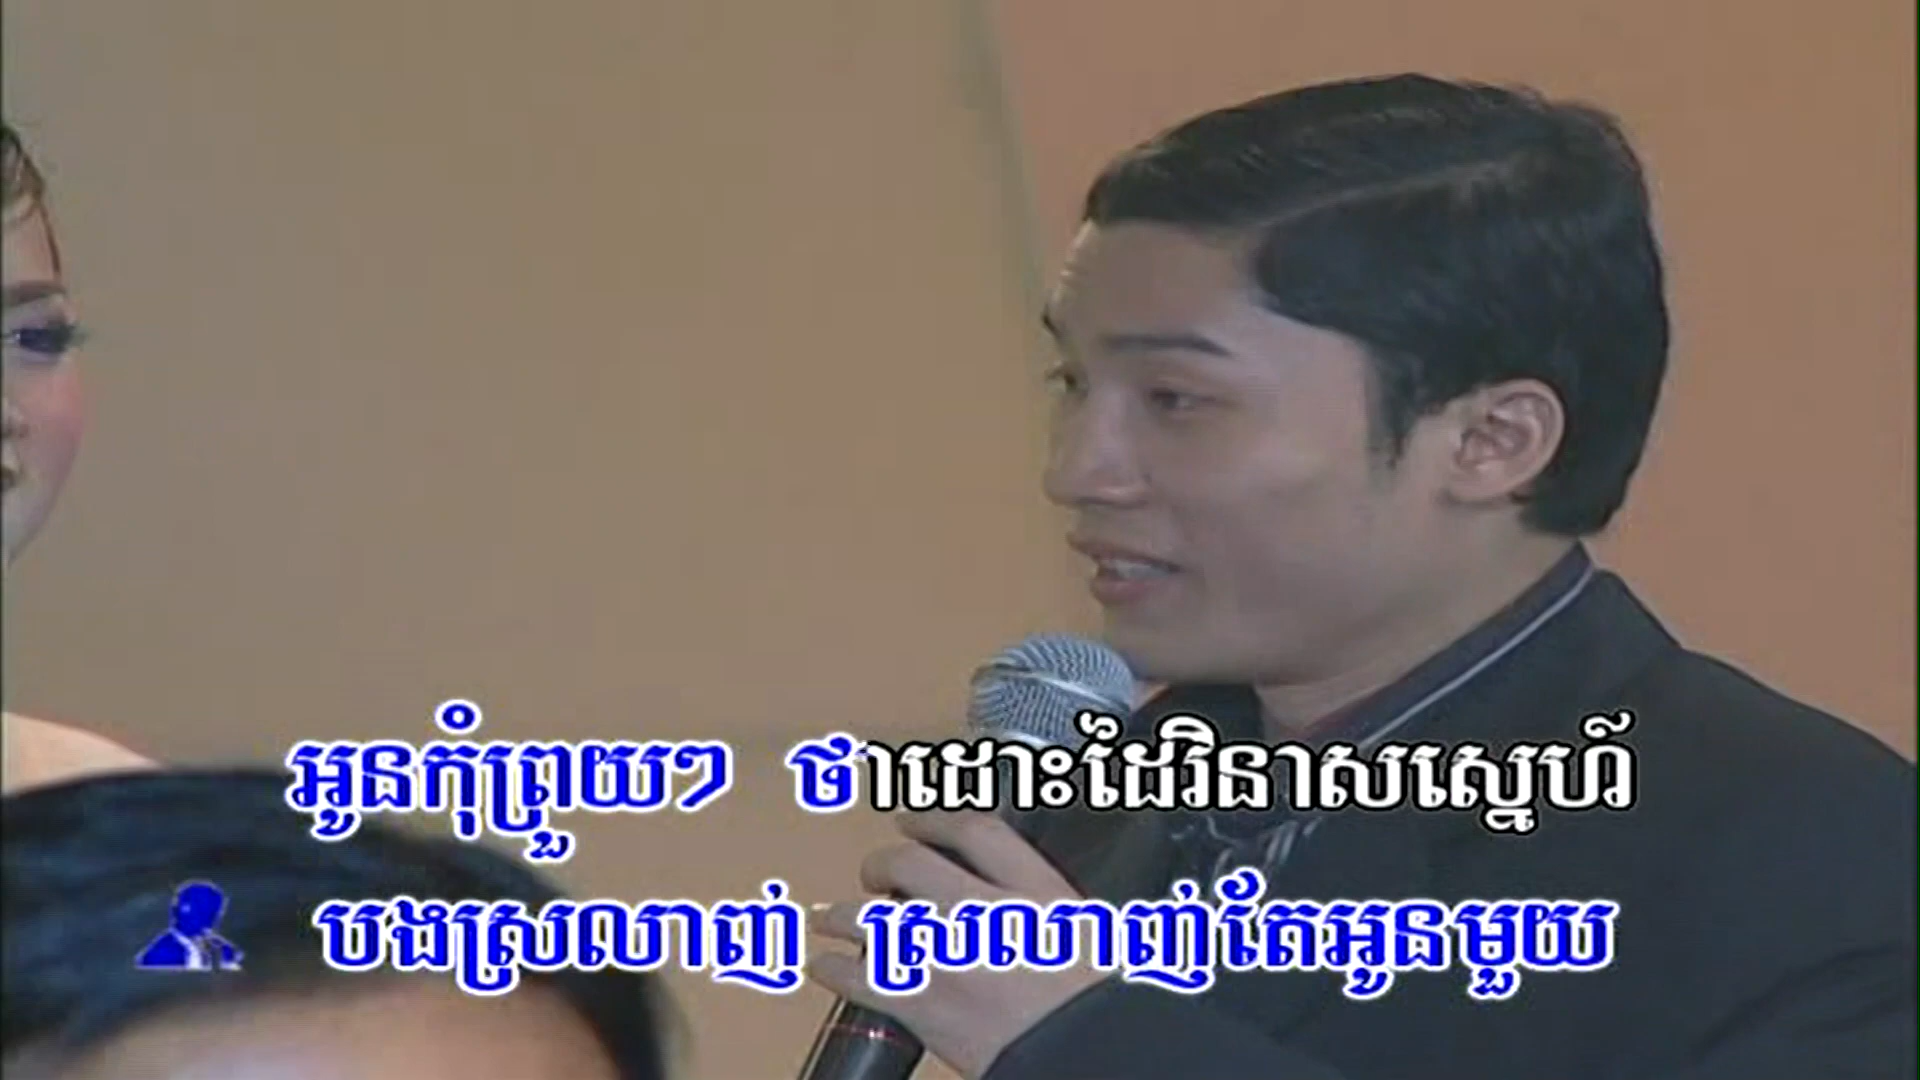 អូនកុំព្រួយៗ ថាដោះដៃវិនាសស្នេហ៍
បងស្រលាញ់ ស្រលាញ់តែអូនមួយ